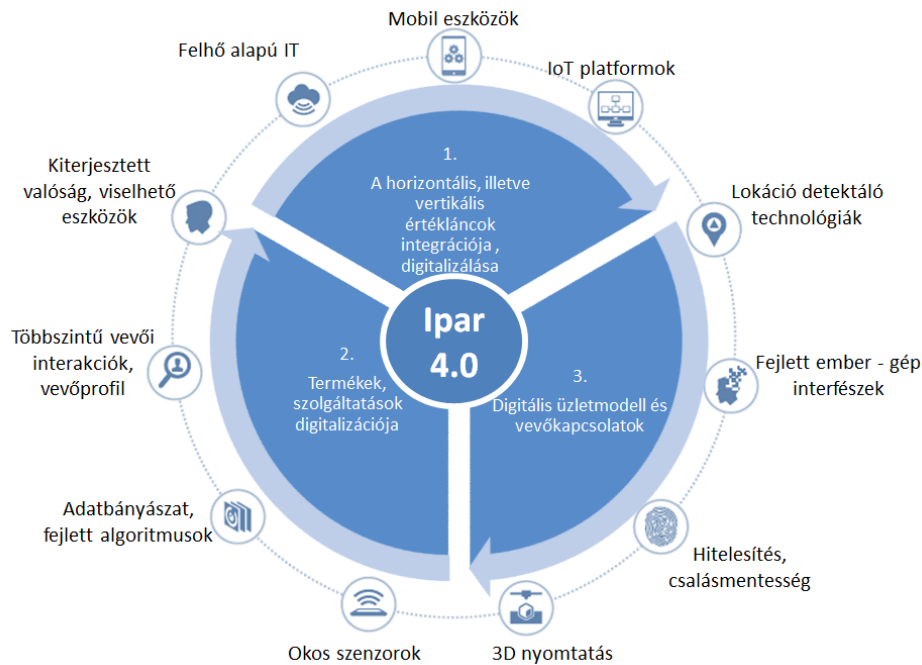 Mobil eszközök
Felhő alapú IT
IoT platformok
Kiterjesztett
valóság, viselhető
eszközök
Lokáció detektáló
technológiák
1.
A horizontális, illetve
vertikális
értékláncok
integrációja ,
digitalizálása
Ipar
4.0
Többszintű vevői
interakciók,
vevőprofil
2.
Termékek,
szolgáltatások
digitalizációja
3.
Digitális üzletmodell és
vevőkapcsolatok
Fejlett ember - gép
interfészek
Adatbányászat,
fejlett algoritmusok
Hitelesítés,
csalásmentesség
Okos szenzorok
3D nyomtatás